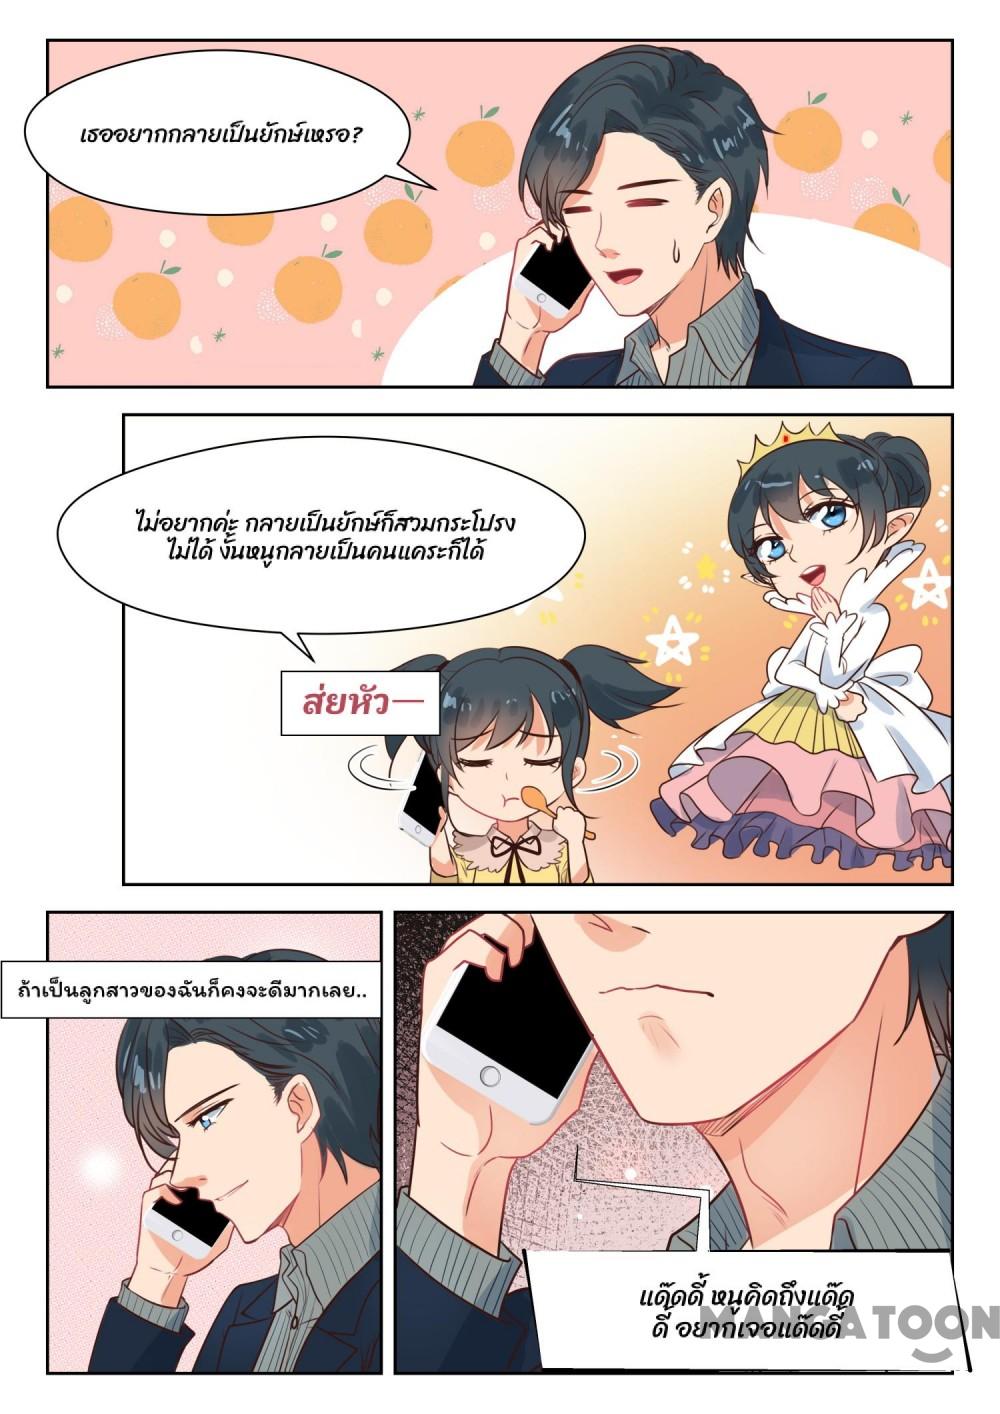 เธออยากกลายเป็นยักษ์เหรอ?
ไม่อยากค่ะ กลายเป็นยักษ์ก็สวมกระโปรง
ไม่ได้ งั้นหนูกลายเป็นคนแคระก็ได้
ส่ยหัว—
ถ้าเป็นลูกสาวของฉันก็คงจะดีมากเลย..
แด๊ดดี้ หนูคิดถึงแด๊ด
ดี้ อยากเจอแด๊ดดี้
MANGATOON